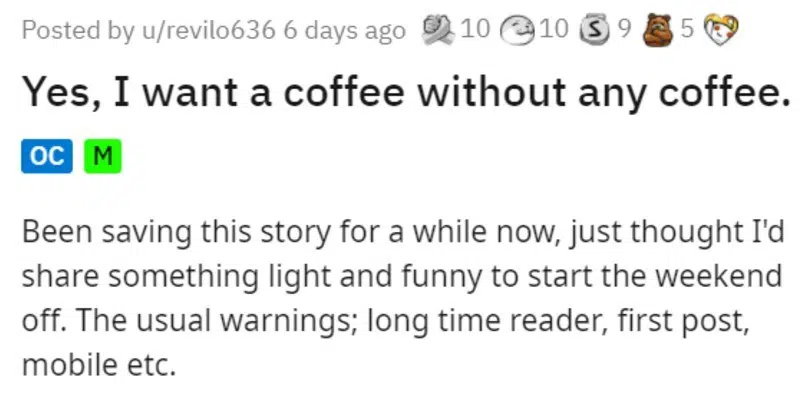 Posted by u/revilo636 6 days ago 10 10 S 9 5
Yes, I want a coffee without any coffee.
OC M
Been saving this story for a while now, just thought I'd
share something light and funny to start the weekend
off. The usual warnings; long time reader, first post,
mobile etc.